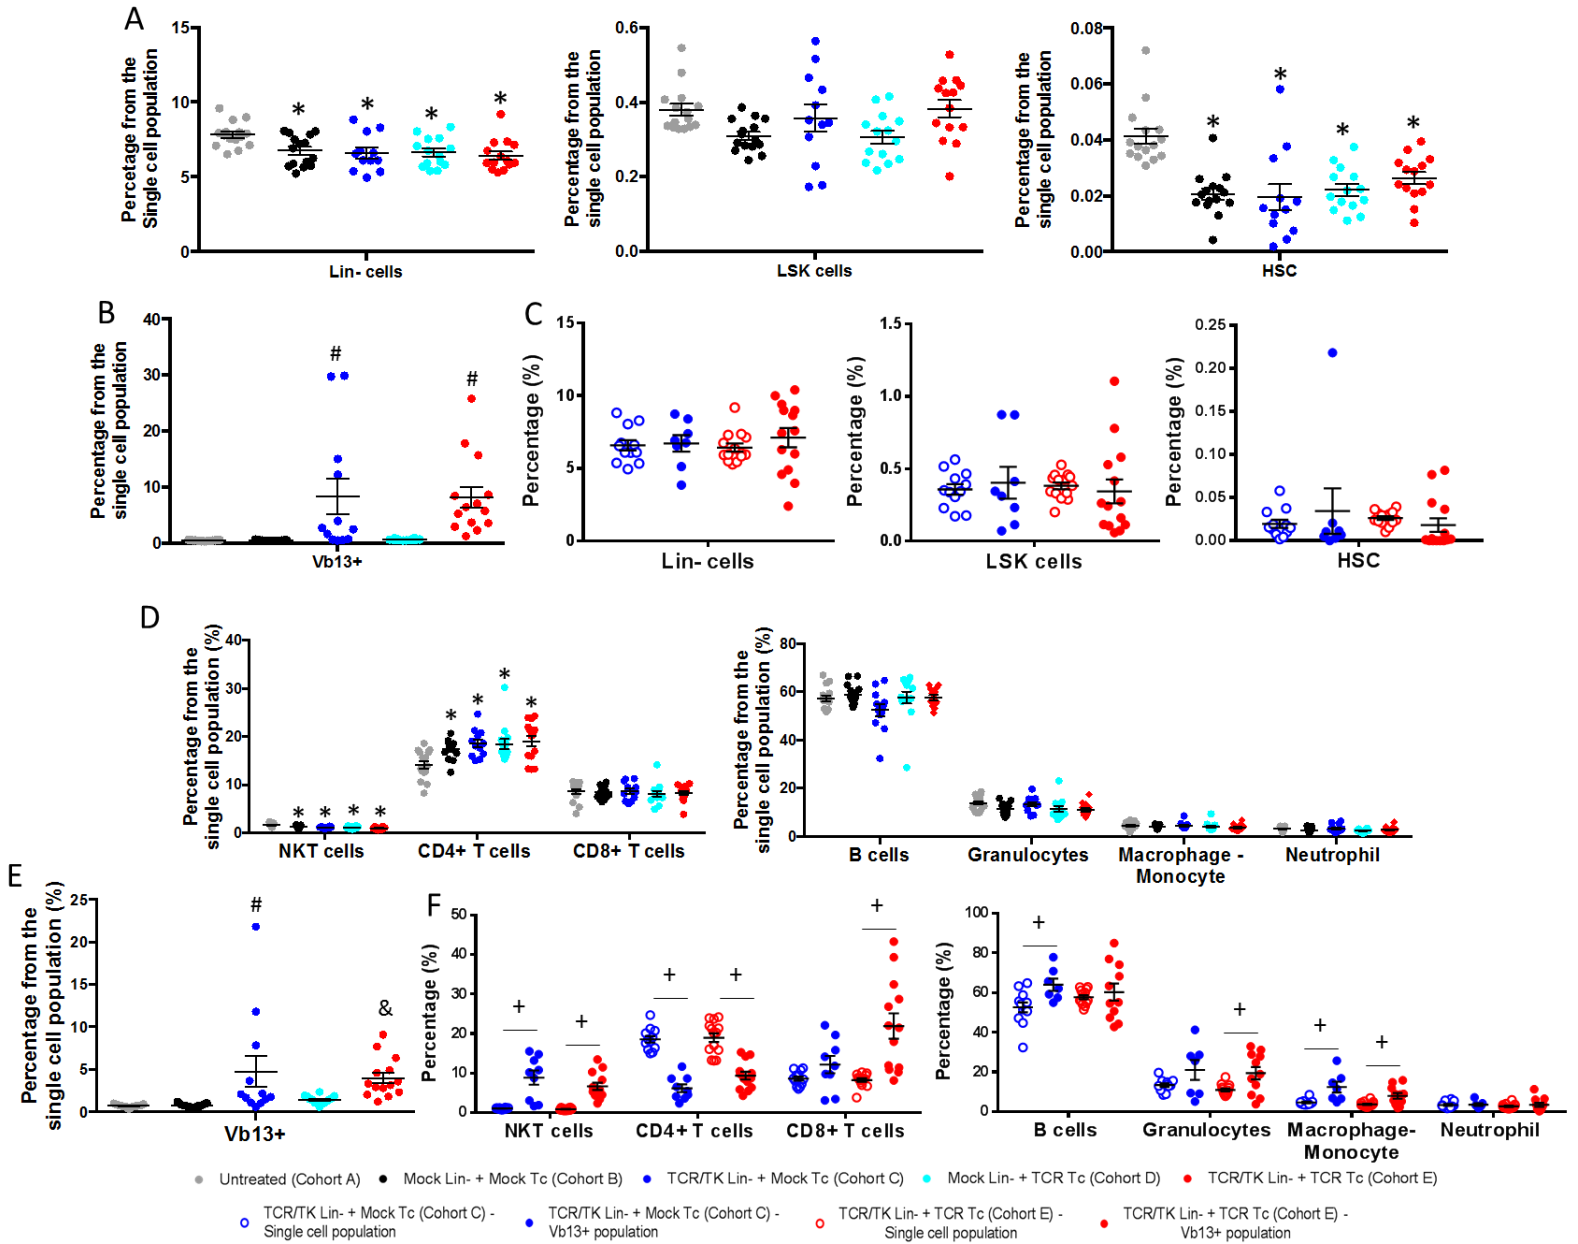 A
Percetage from the
Single cell population
15
10
5
0
*
*
*
*
Lin- cells
Percentage from the
single cell population
0.6
0.4
0.2
0.0
LSK cells
Percentage from the
single cell population
0.08
0.06
0.04
0.02
0.00
*
*
*
*
HSC
B
Percentage from the
single cell population
40
30
20
10
0
#
#
Vb13+
C
Percentage (%)
15
10
5
0
Lin- cells
Percentage (%)
1.5
1.0
0.5
0.0
LSK cells
Percentage (%)
0.25
0.20
0.15
0.10
0.05
0.00
HSC
D
Percentage from the
single cell population (%)
40
30
20
10
0
* * * *
* * * *
NKT cells
CD4+ T cells
CD8+ T cells
Percentage from the
single cell population (%)
80
60
40
20
0
B cells
Granulocytes
Macrophage -
Monocyte
Neutrophil
E
Percentage from the
single cell population (%)
25
20
15
10
5
0
#
&
Vb13+
F
Percentage (%)
50
40
30
20
10
0
+
+
+
+
+
NKT cells
CD4+ T cells
CD8+ T cells
Percentage (%)
100
80
60
40
20
0
+
+
+
+
B cells
Granulocytes
Macrophage-
Monocyte
Neutrophil
Untreated (Cohort A)
Mock Lin- + Mock Tc (Cohort B)
TCR/TK Lin- + Mock Tc (Cohort C)
Mock Lin- + TCR Tc (Cohort D)
TCR/TK Lin- + TCR Tc (Cohort E)
TCR/TK Lin- + Mock Tc (Cohort C) -
Single cell population
TCR/TK Lin- + Mock Tc (Cohort C) -
Vb13+ population
TCR/TK Lin- + TCR Tc (Cohort E) -
Single cell population
TCR/TK Lin- + TCR Tc (Cohort E) -
Vb13+ population